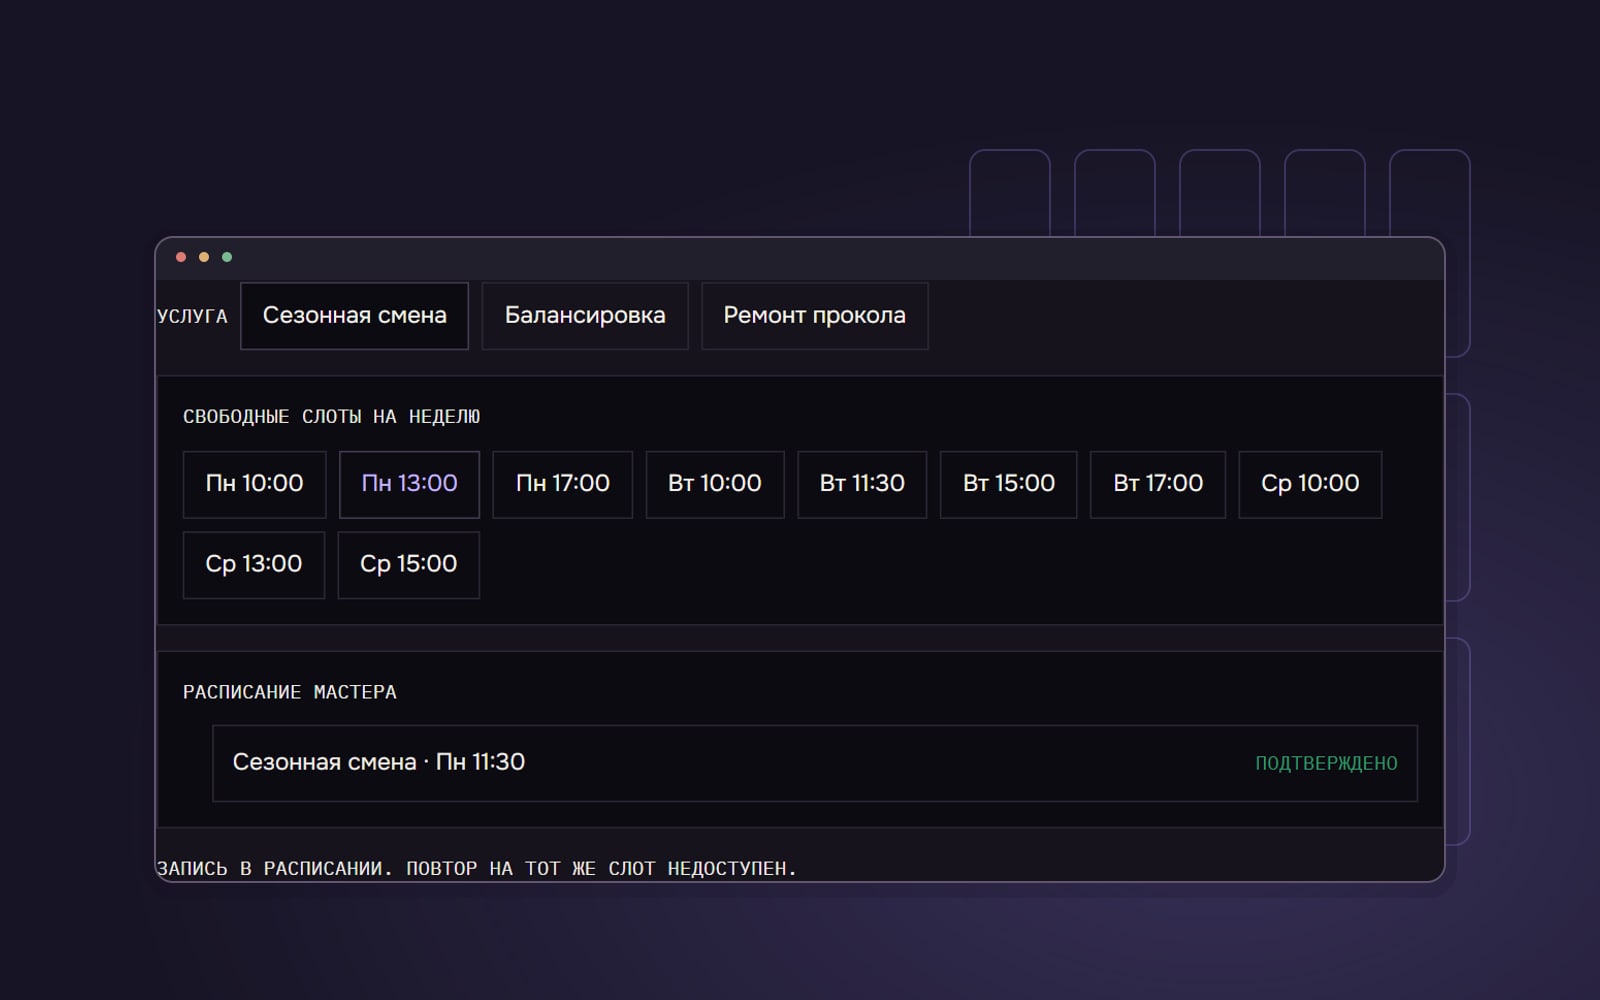 УСЛУГА Сезонная смена Балансировка Ремонт прокола
СВОБОДНЫЕ СЛОТЫ НА НЕДЕЛЮ
Пн 10:00 Пн 13:00 Пн 17:00 Вт 10:00 Вт 11:30 Вт 15:00 Вт 17:00 Ср 10:00
Ср 13:00 Ср 15:00
РАСПИСАНИЕ МАСТЕРА
Сезонная смена · Пн 11:30 ПОДТВЕРЖДЕНО
ЗАПИСЬ В РАСПИСАНИИ. ПОВТОР НА ТОТ ЖЕ СЛОТ НЕДОСТУПЕН.